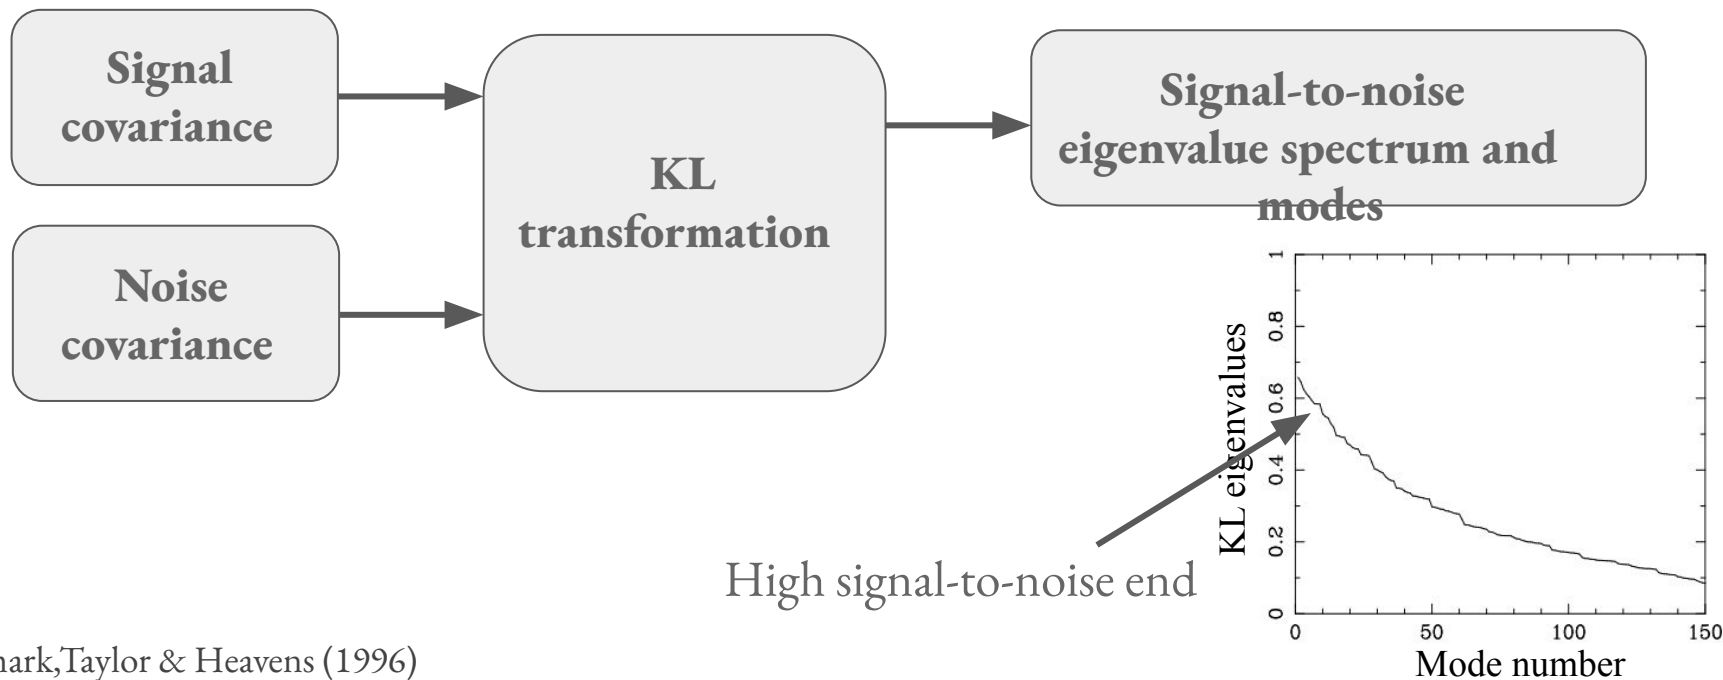 Signal
covariance
Noise
covariance
KL
transformation
Signal-to-noise
eigenvalue spectrum and
modes
High signal-to-noise end
KL eigenvalues
1
0.8
0.6
0.4
0.2
0
0 50 100 150
Mode number
Taylor & Heavens (1996)